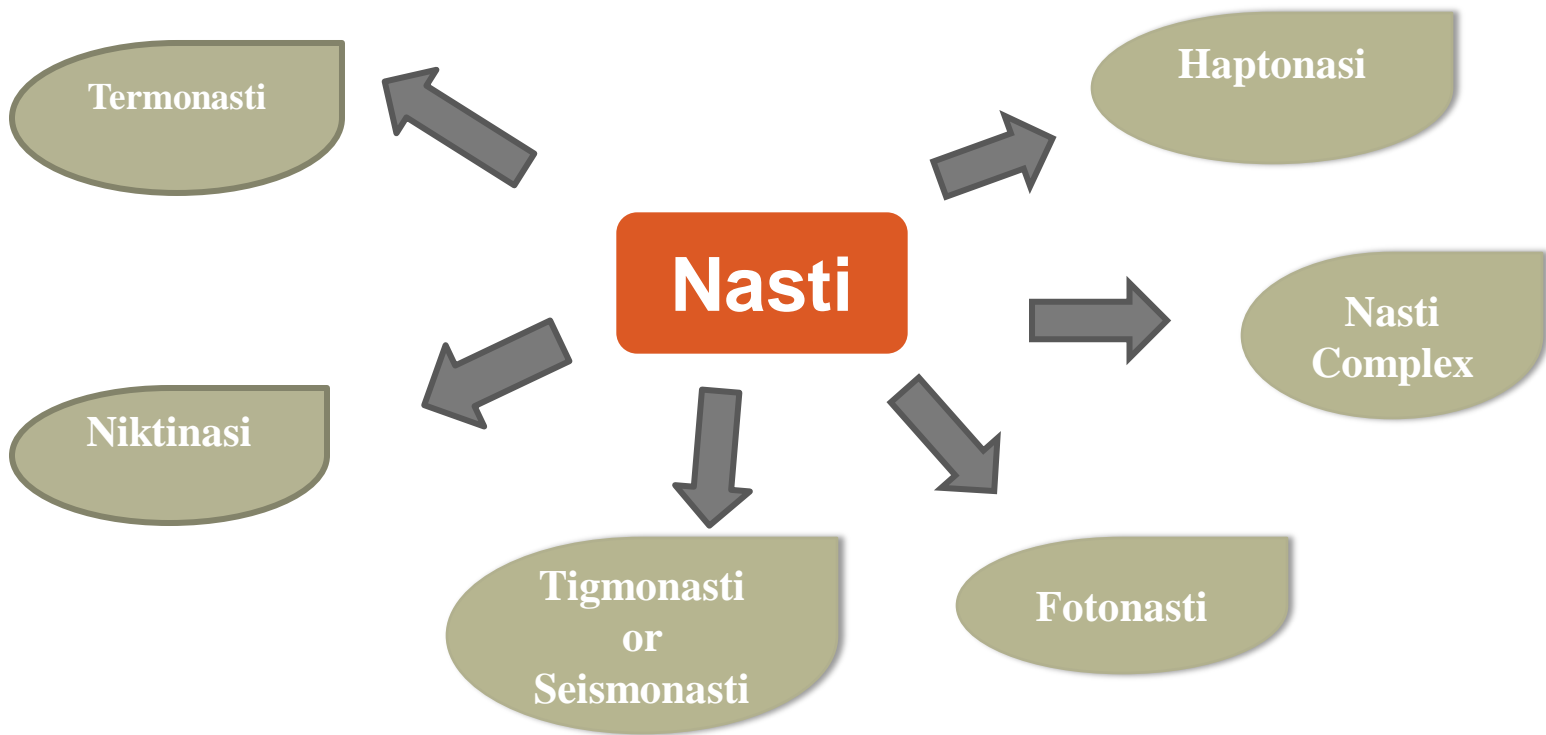 Termonasti
Haptonasi
Nasti
Nasti
Complex
Niktinasi
Tigmonasti
or
Seismonasti
Fotonasti